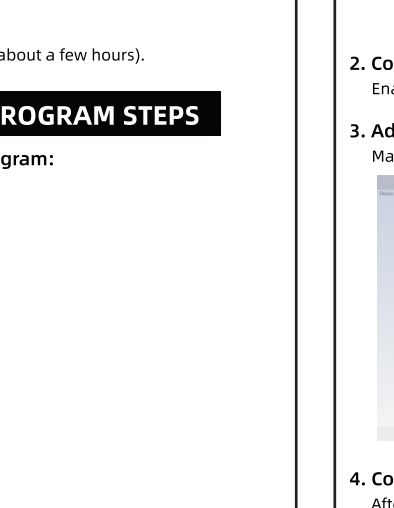 about a few hours).
ROGRAM STEPS
gram:
2. Co
Ena
3. Ad
Ma
4. Co
Afte